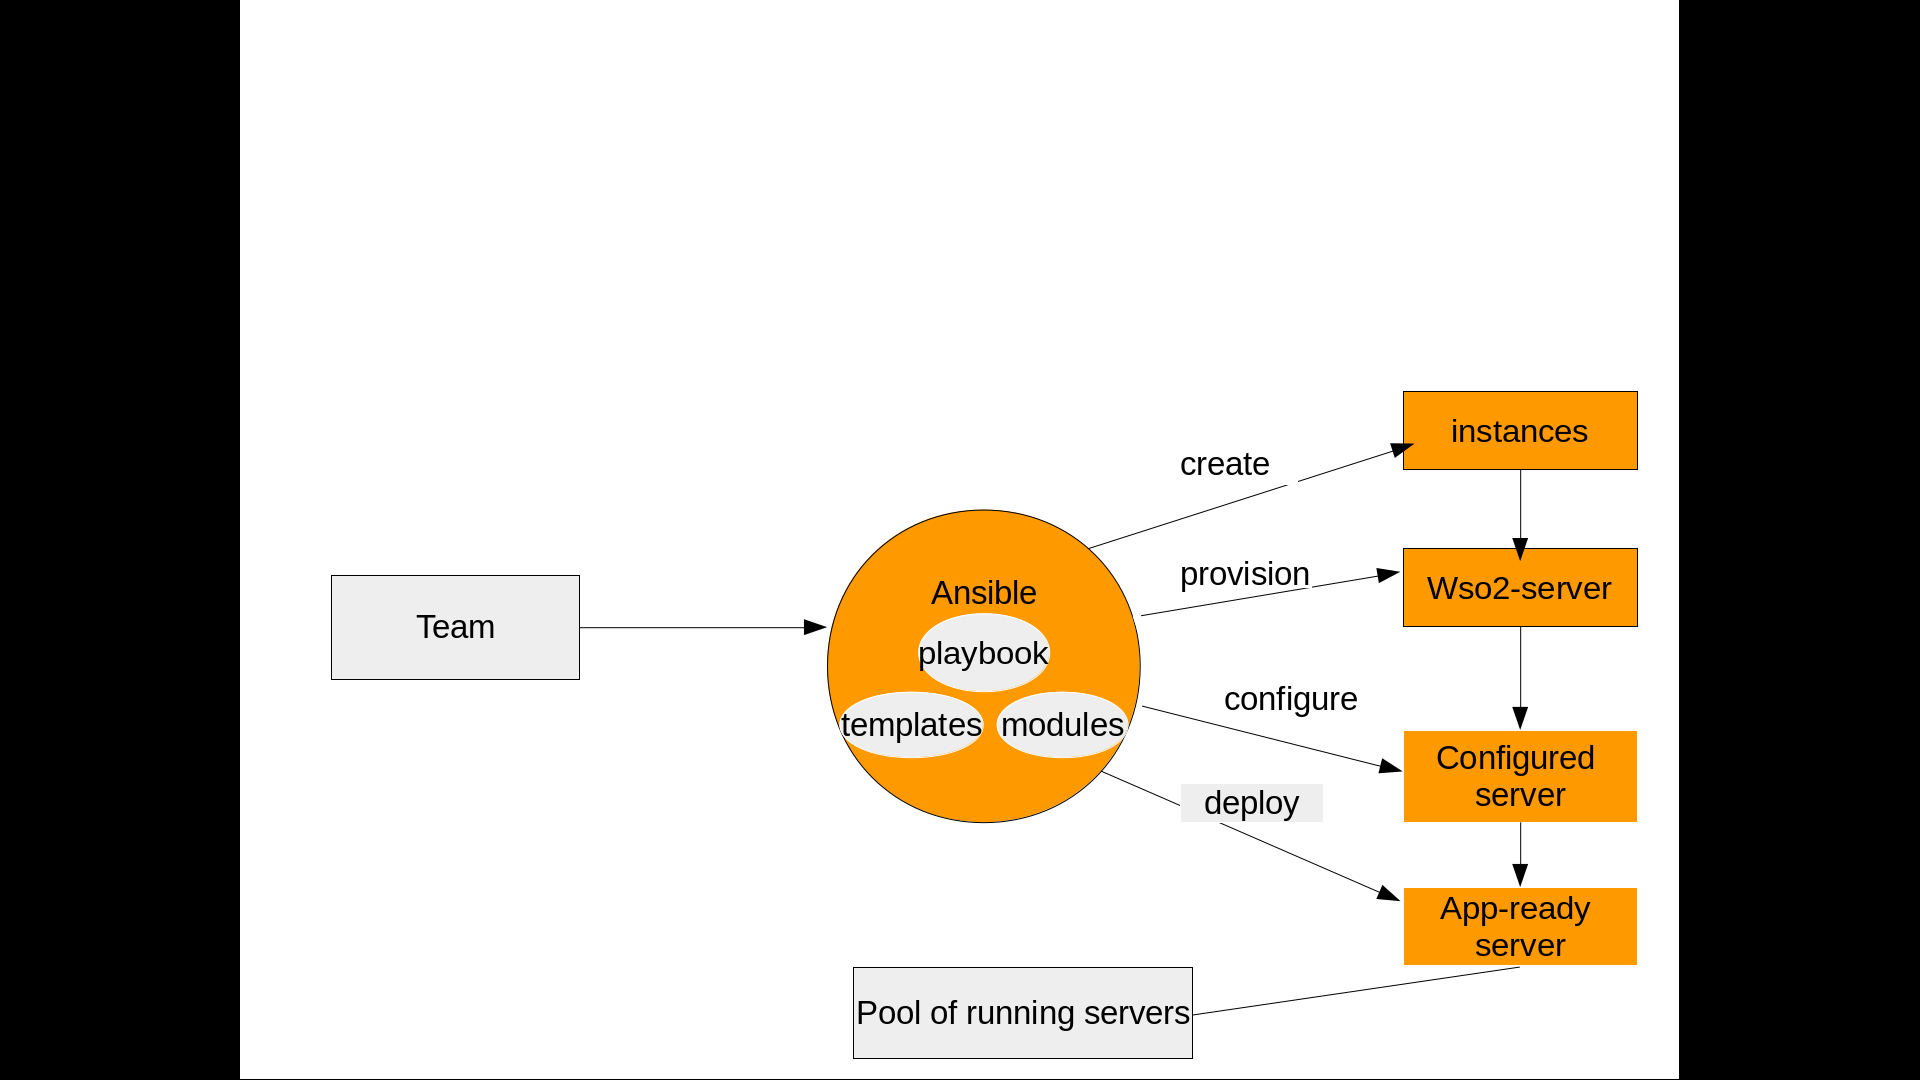 instances
create
provision
Wso2-server
Ansible
Team
playbook
templates
modules
configure
Configured
server
deploy
App-ready
server
Pool of running servers